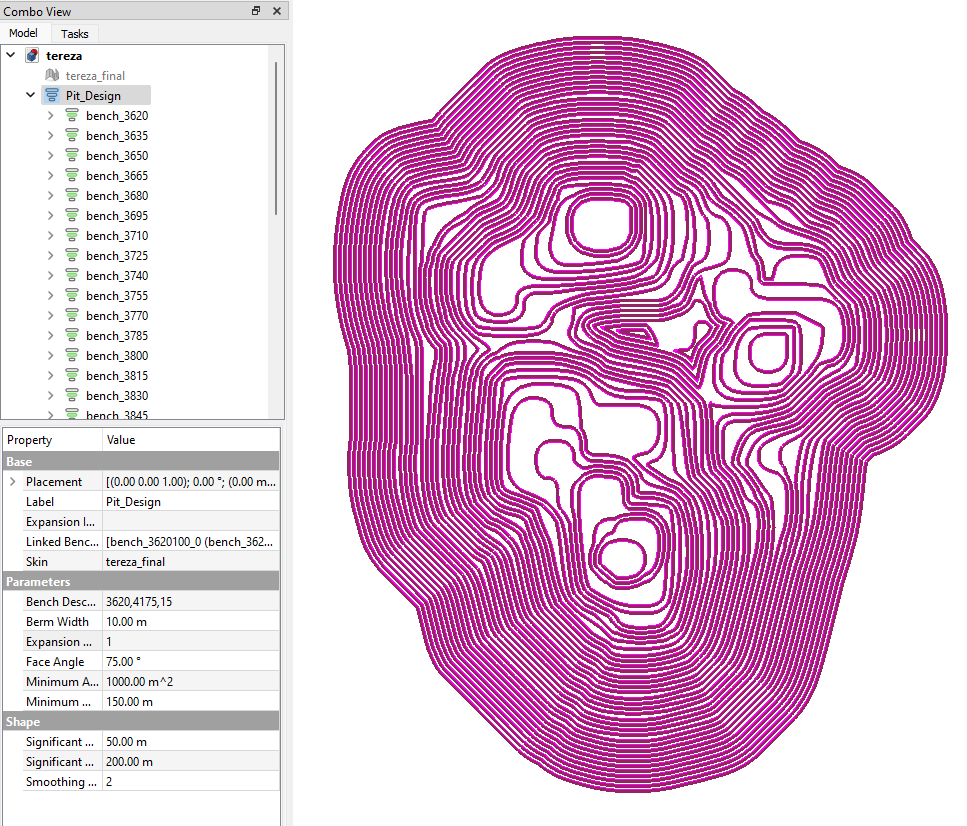 Combo View
Model Tasks
tereza
tereza_final
Pit_Design
bench_3620
bench_3635
bench_3650
bench_3665
bench_3680
bench_3695
bench_3710
bench_3725
bench_3740
bench_3755
bench_3770
bench_3785
bench_3800
bench_3815
bench_3830
bench_3845
Property Value
Base
Placement [(0.00 0.00 1.00); 0.00 °; (0.00 m...
Label Pit_Design
Expansion I...
Linked Benc... [bench_3620100_0 (bench_362...
Skin tereza_final
Parameters
Bench Desc... 3620,4175,15
Berm Width 10.00 m
Expansion ... 1
Face Angle 75.00 °
Minimum A... 1000.00 m^2
Minimum ... 150.00 m
Shape
Significant ... 50.00 m
Significant ... 200.00 m
Smoothing ... 2